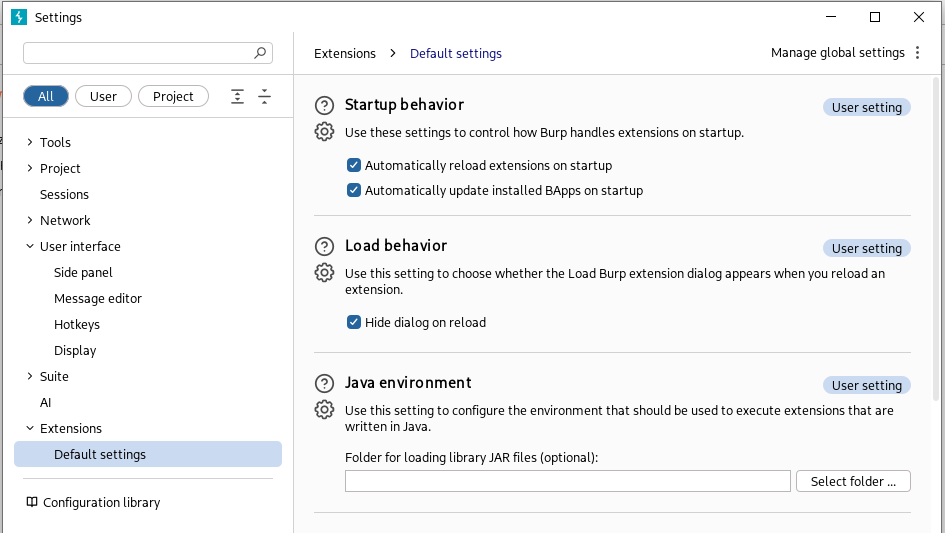 Settings
Extensions > Default settings
Manage global settings
All
User
Project
Tools
Project
Sessions
Network
User interface
Side panel
Message editor
Hotkeys
Display
Suite
AI
Extensions
Default settings
Configuration library
Startup behavior
User setting
Use these settings to control how Burp handles extensions on startup.
Automatically reload extensions on startup
Automatically update installed BApps on startup
Load behavior
User setting
Use this setting to choose whether the Load Burp extension dialog appears when you reload an
extension.
Hide dialog on reload
Java environment
User setting
Use this setting to configure the environment that should be used to execute extensions that are
written in Java.
Folder for loading library JAR files (optional):
Select folder ...